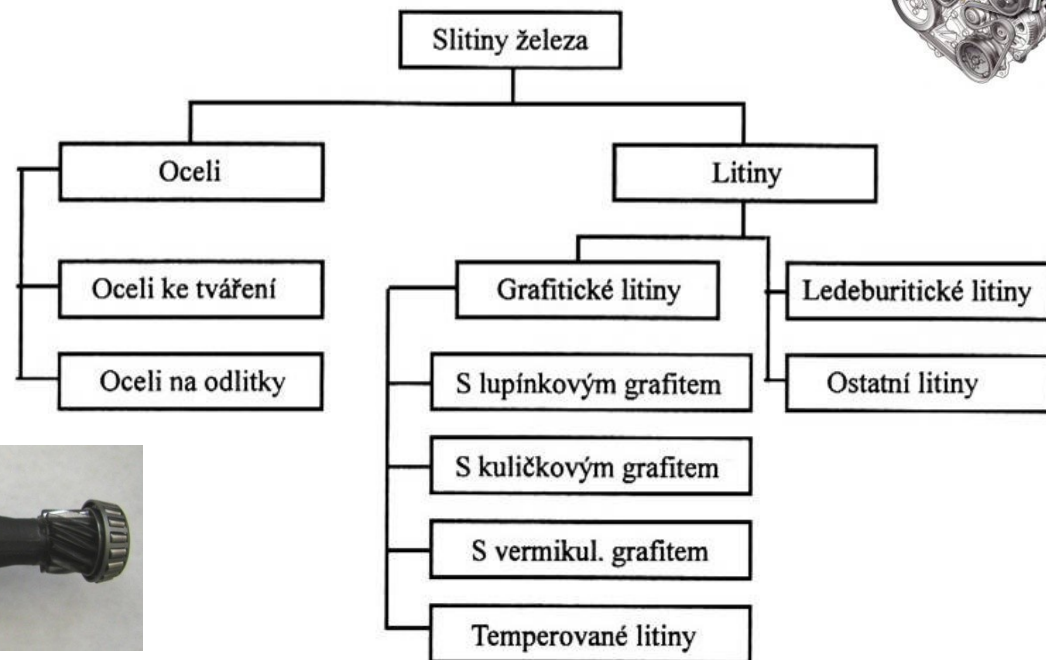 Slitiny železa
Oceli
Litiny
Oceli ke tváření
Grafitické litiny
Ledeburitické litiny
Oceli na odlitky
S lupínkovým grafitem
Ostatní litiny
S kuličkovým grafitem
S vermikul. grafitem
Temperované litiny